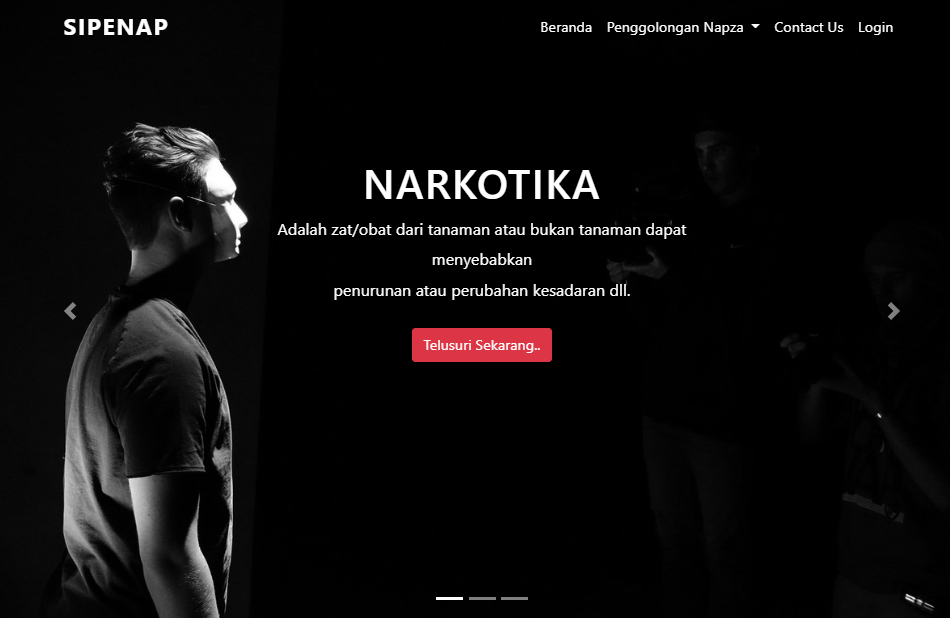 SIPENAP
Beranda Penggolongan Napza Contact Us Login
NARKOTIKA
Adalah zat/obat dari tanaman atau bukan tanaman dapat
menyebabkan
penurunan atau perubahan kesadaran dll.
Telusuri Sekarang..